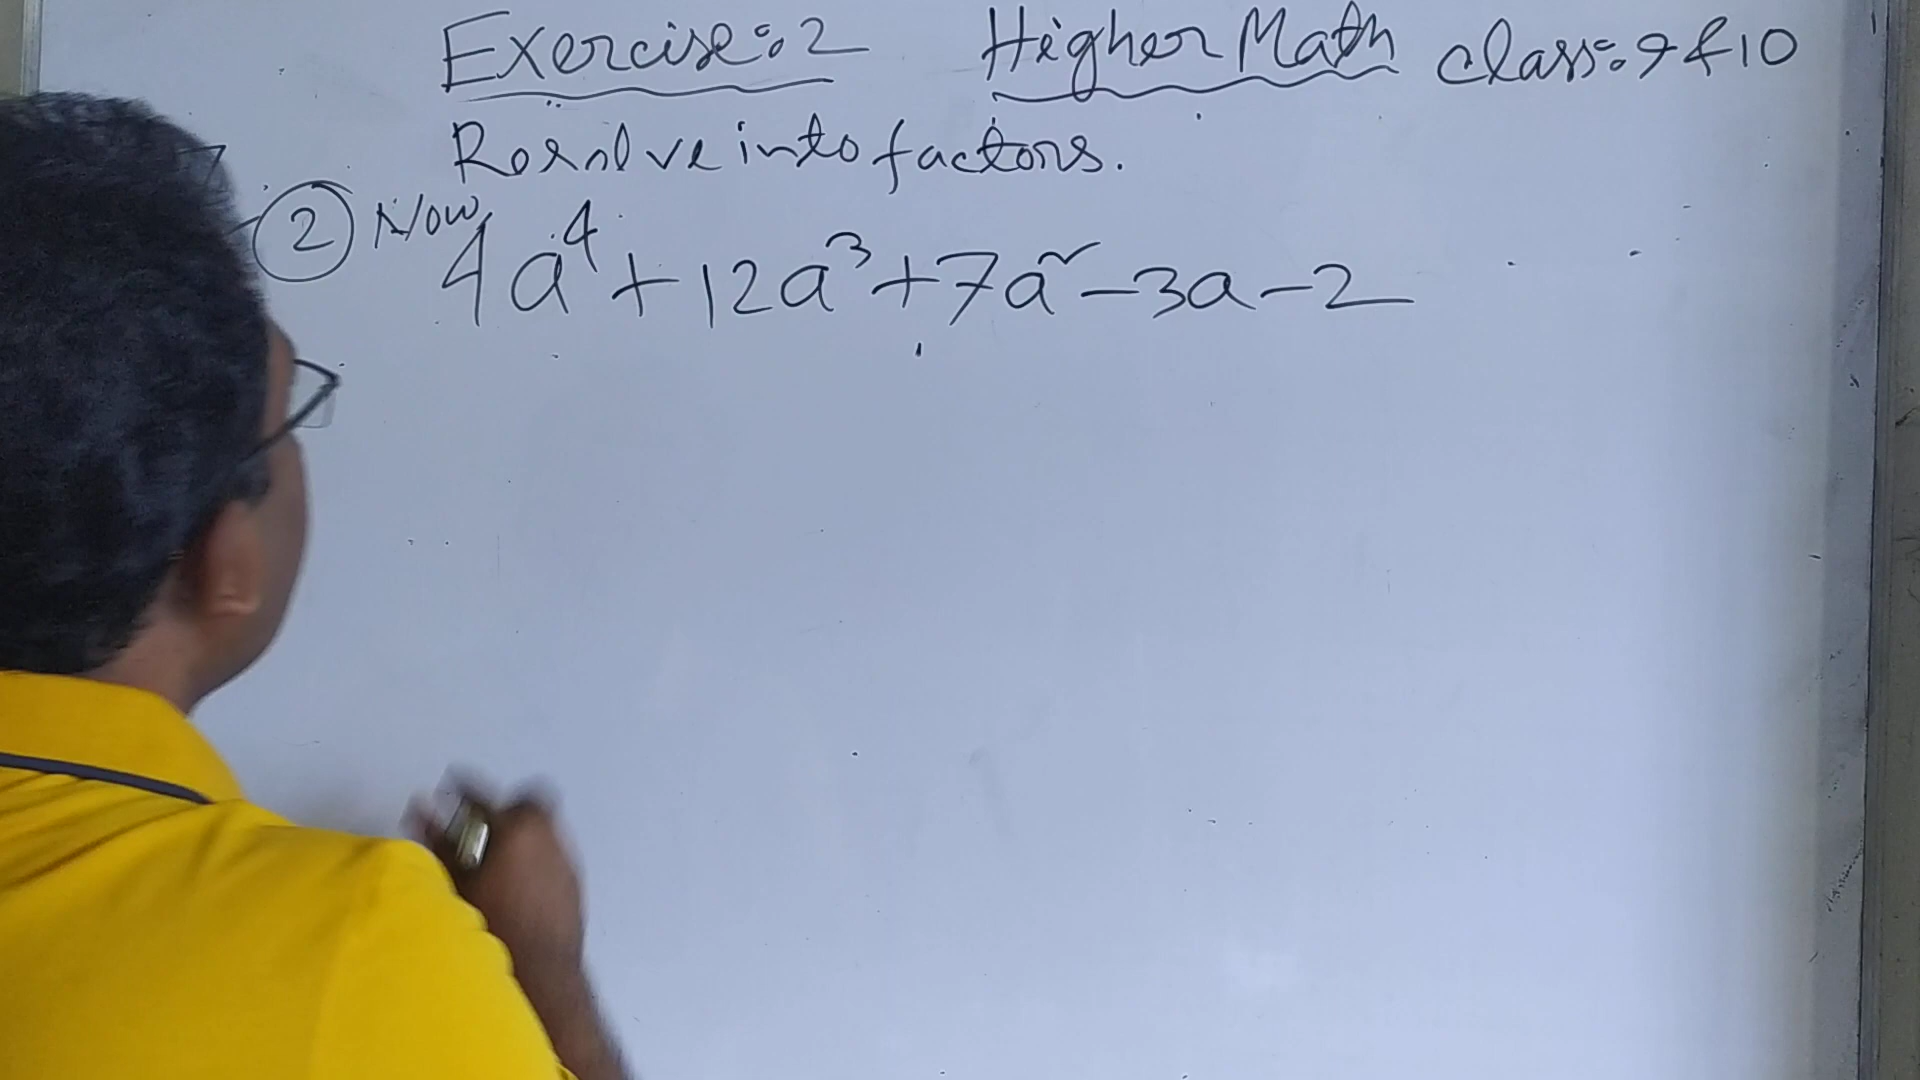 Exercise:2 Higher Math class:9 & 10
Resolve into factors.
② Now 4a⁴+12a³+7a²-3a-2